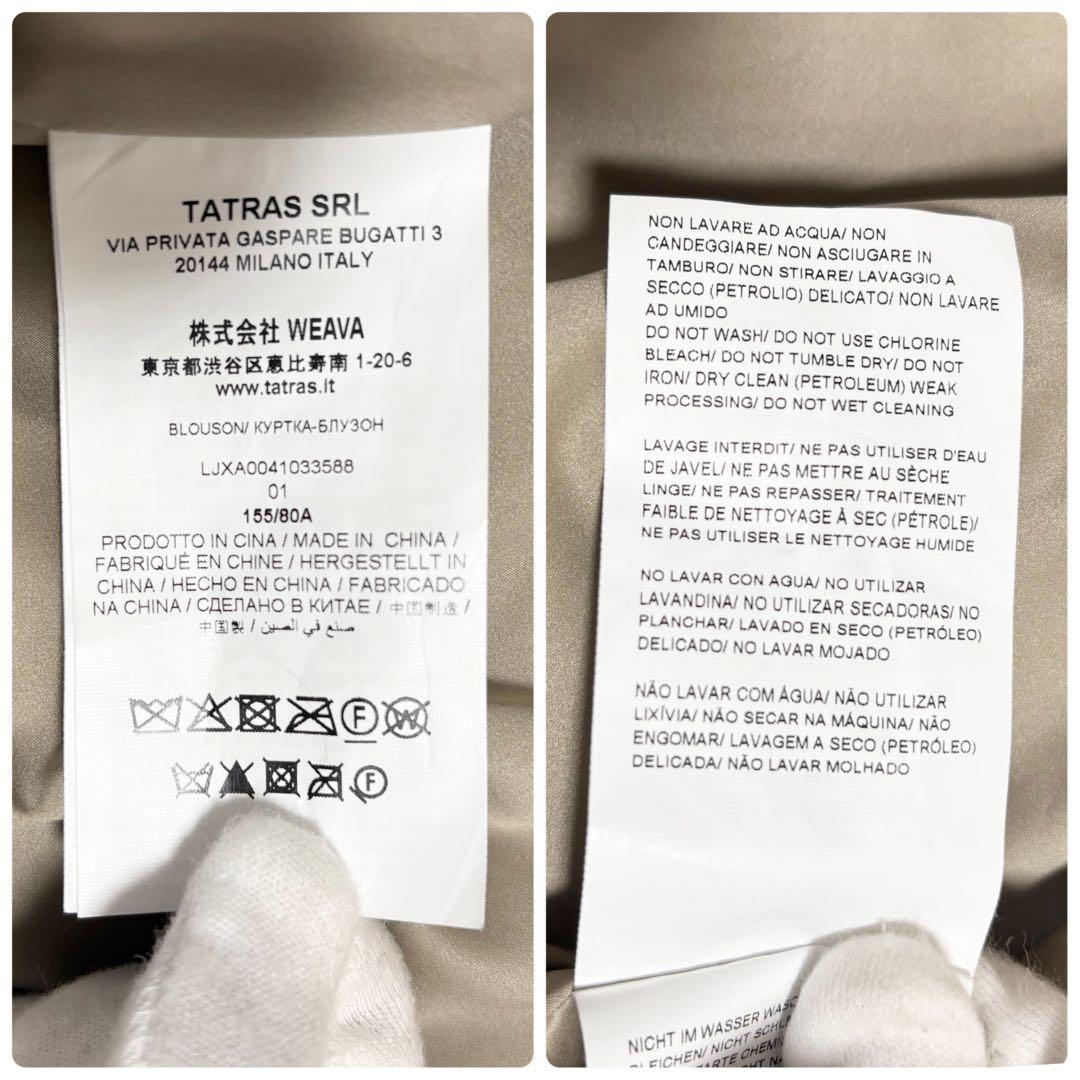 TATRAS SRL
VIA PRIVATA GASPARE BUGATTI 3
20144 MILANO ITALY
株式会社 WEAVA
東京都渋谷区恵比寿南 1-20-6
www.tatras.it
BLOUSON/ КУРТКА-БЛУЗОН
LJXA0041033588
01
155/80A
PRODOTTO IN CINA / MADE IN CHINA /
FABRIQUÉ EN CHINE / HERGESTELLT IN
CHINA / HECHO EN CHINA / FABRICADO
NA CHINA / СДЕЛАНО В КИТАЕ / 中国制造 /
中国製 / صنع في الصين
F W
F
NON LAVARE AD ACQUA/ NON
CANDEGGIARE/ NON ASCIUGARE IN
TAMBURO/ NON STIRARE/ LAVAGGIO A
SECCO (PETROLIO) DELICATO/ NON LAVARE
AD UMIDO
DO NOT WASH/ DO NOT USE CHLORINE
BLEACH/ DO NOT TUMBLE DRY/ DO NOT
IRON/ DRY CLEAN (PETROLEUM) WEAK
PROCESSING/ DO NOT WET CLEANING
LAVAGE INTERDIT/ NE PAS UTILISER D'EAU
DE JAVEL/ NE PAS METTRE AU SÈCHE
LINGE/ NE PAS REPASSER/ TRAITEMENT
FAIBLE DE NETTOYAGE À SEC (PÉTROLE)/
NE PAS UTILISER LE NETTOYAGE HUMIDE
NO LAVAR CON AGUA/ NO UTILIZAR
LAVANDINA/ NO UTILIZAR SECADORAS/ NO
PLANCHAR/ LAVADO EN SECO (PETRÓLEO)
DELICADO/ NO LAVAR MOJADO
NÃO LAVAR COM ÁGUA/ NÃO UTILIZAR
LIXÍVIA/ NÃO SECAR NA MÁQUINA/ NÃO
ENGOMAR/ LAVAGEM A SECO (PETRÓLEO)
DELICADA/ NÃO LAVAR MOLHADO
NICHT IM WASSER
NICHT